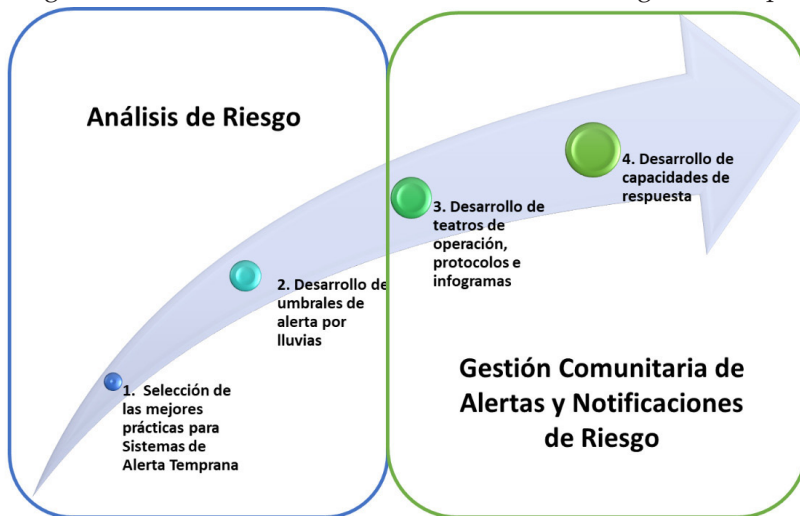 Análisis de Riesgo
1. Selección de
las mejores
prácticas para
Sistemas de
Alerta Temprana
2. Desarrollo de
umbrales de
alerta por
lluvias
3. Desarrollo de
teatros de
operación,
protocolos e
infogramas
4. Desarrollo de
capacidades de
respuesta
Gestión Comunitaria de
Alertas y Notificaciones
de Riesgo